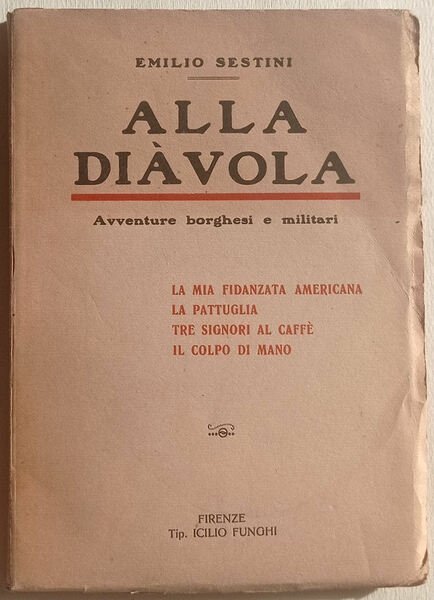 EMILIO SESTINI
ALLA
DIÀVOLA
Avventure borghesi e militari
LA MIA FIDANZATA AMERICANA
LA PATTUGLIA
TRE SIGNORI AL CAFFÈ
IL COLPO DI MANO
FIRENZE
Tip. ICILIO FUNGHI